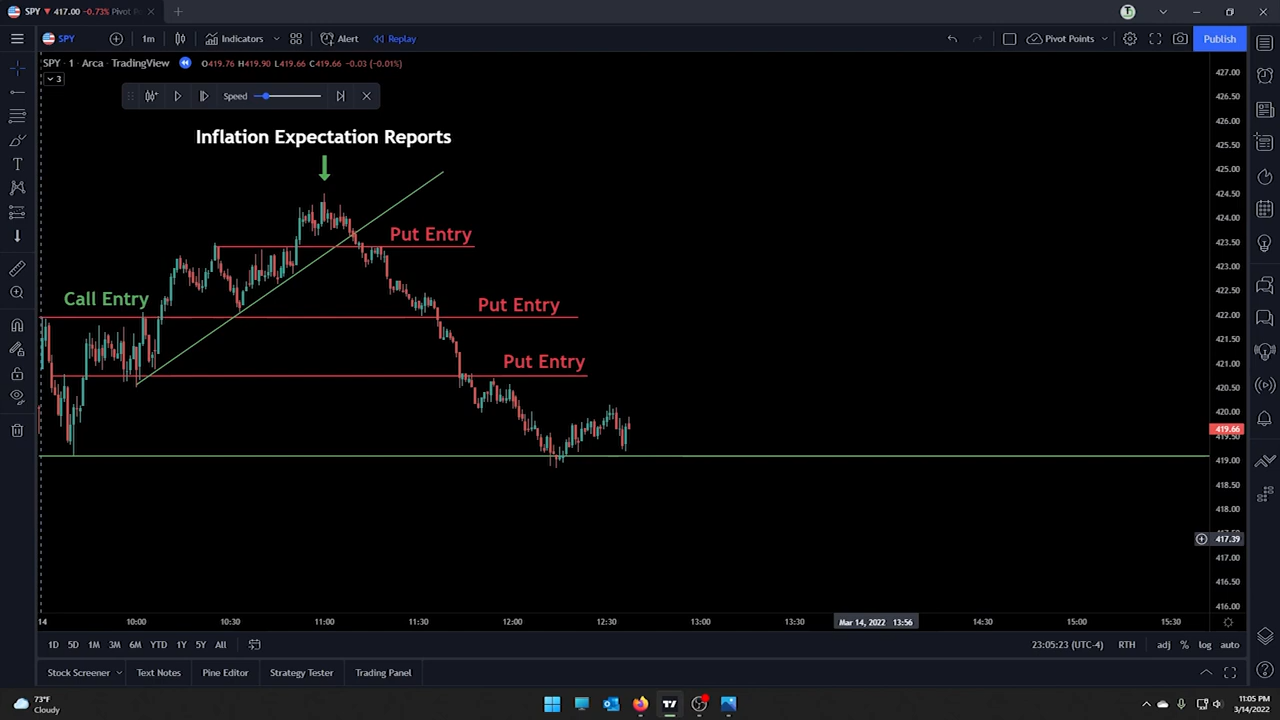 SPY ▼ 417.00 -0.73% Pivot Poi
SPY 1m Indicators Alert Replay Pivot Points Publish
SPY · 1 · Arca · TradingView O419.76 H419.90 L419.66 C419.66 -0.03 (-0.01%)
3
Speed
Inflation Expectation Reports
Put Entry
Call Entry
Put Entry
Put Entry
427.00
426.50
426.00
425.50
425.00
424.50
424.00
423.50
423.00
422.50
422.00
421.50
421.00
420.50
420.00
419.66
419.50
419.00
418.50
418.00
417.39
417.00
416.50
416.00
14 10:00 10:30 11:00 11:30 12:00 12:30 13:00 13:30 Mar 14, 2022 13:56 14:30 15:00 15:30
1D 5D 1M 3M 6M YTD 1Y 5Y All 23:05:23 (UTC-4) RTH adj % log auto
Stock Screener Text Notes Pine Editor Strategy Tester Trading Panel
73°F 11:05 PM
Cloudy 3/14/2022